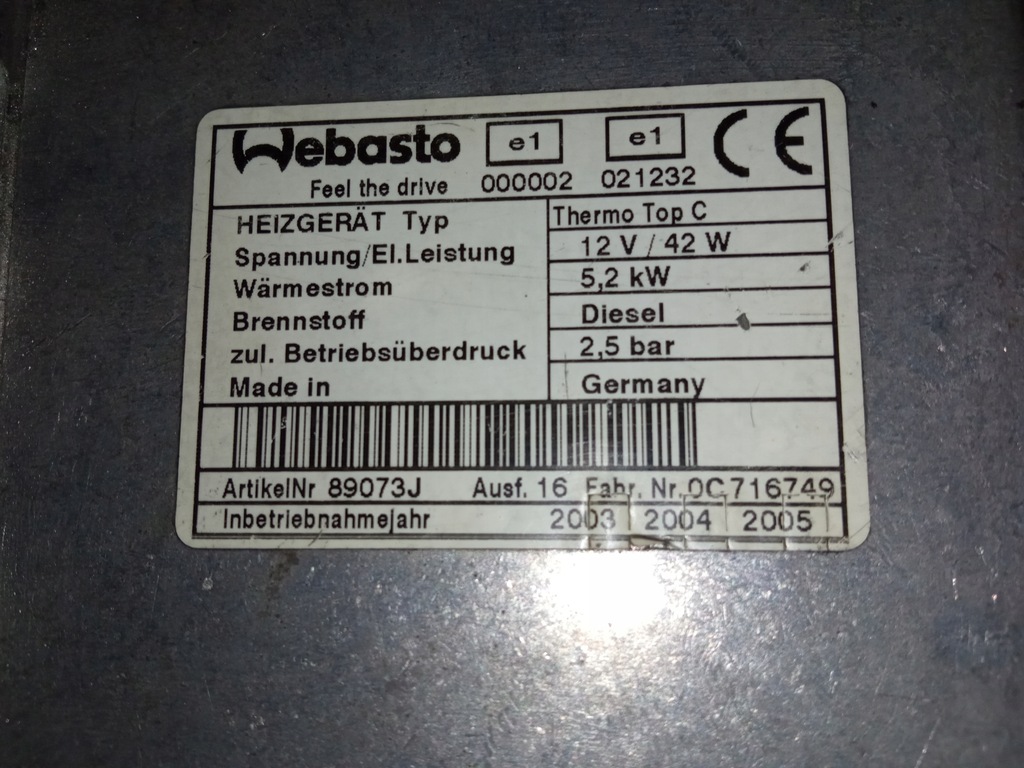 Webasto e1 e1 CE
Feel the drive 000002 021232
HEIZGERÄT Typ Thermo Top C
Spannung/El.Leistung 12 V / 42 W
Wärmestrom 5,2 kW
Brennstoff Diesel
zul. Betriebsüberdruck 2,5 bar
Made in Germany
ArtikelNr 89073J Ausf. 16 Fabr. Nr. 0C716749
Inbetriebnahmejahr 2003 2004 2005